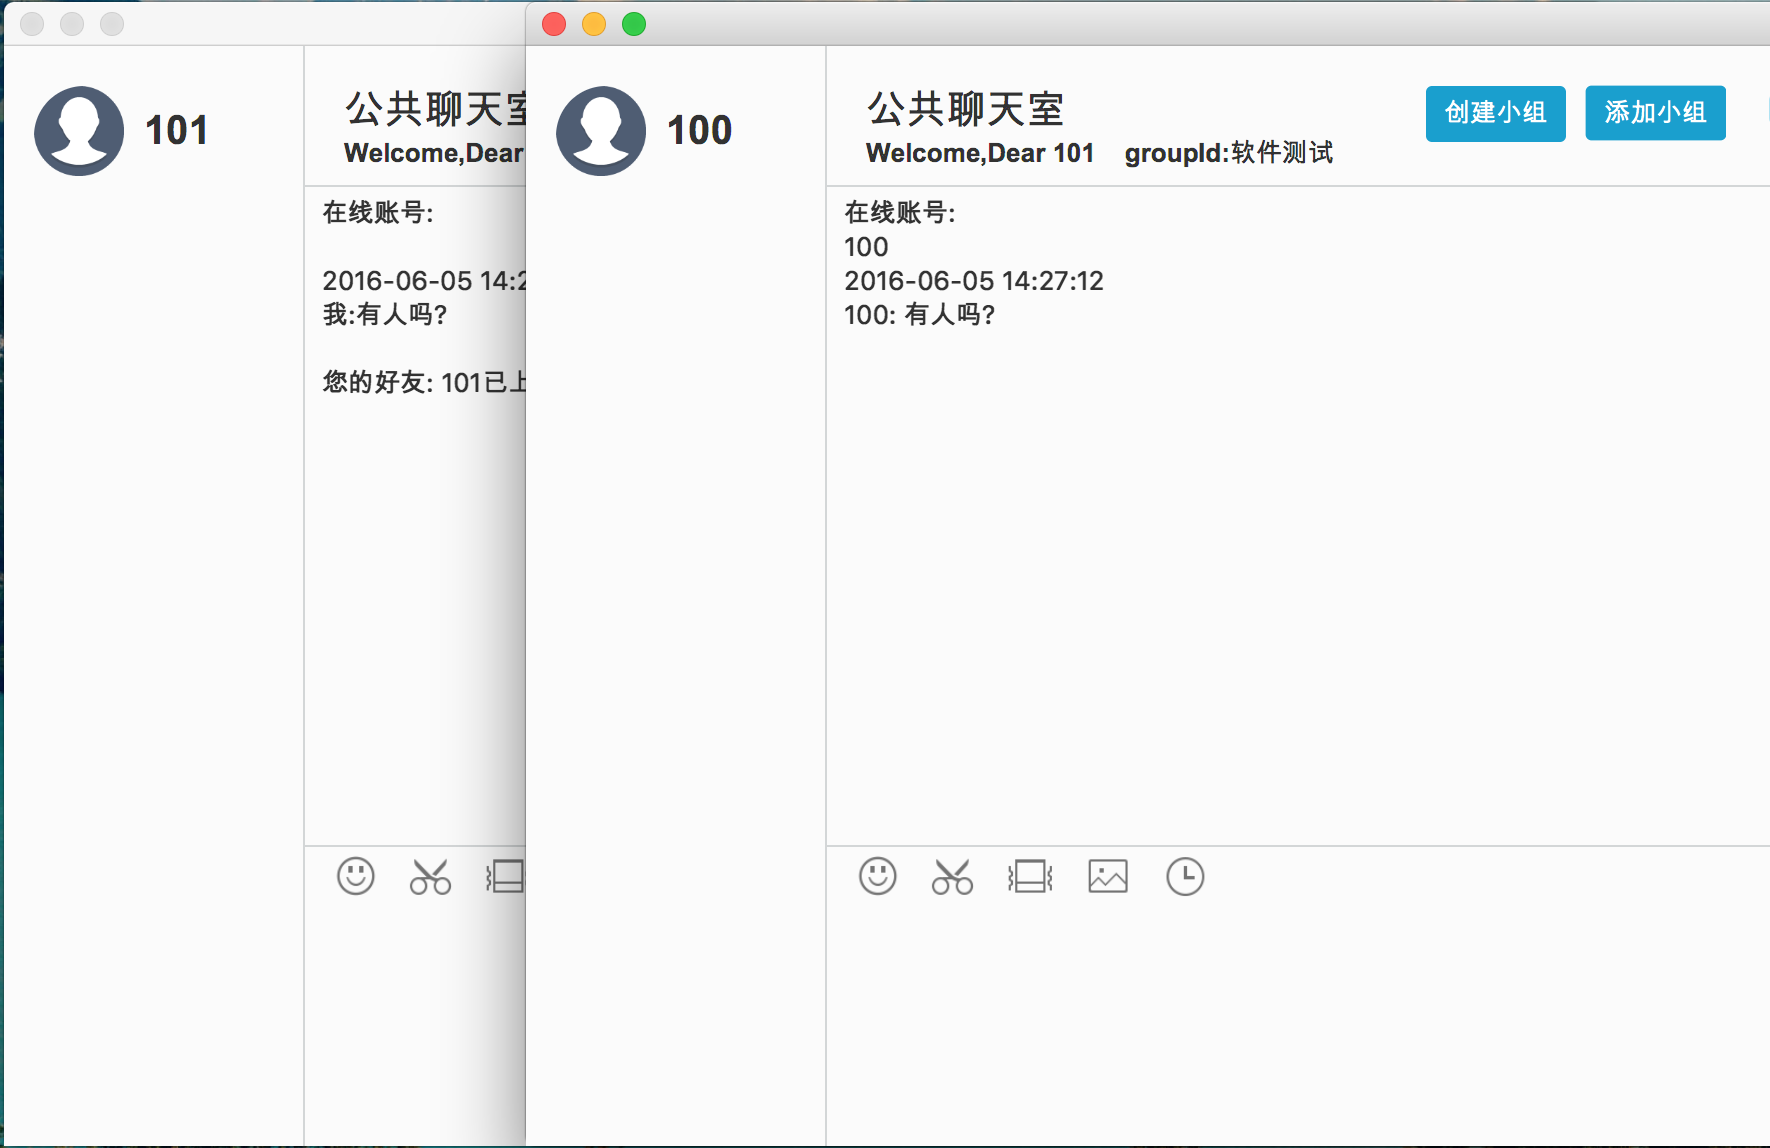 101
公共聊天室
Welcome,Dear
在线账号:
2016-06-05 14:2
我:有人吗?
您的好友: 101已上
100
公共聊天室
Welcome,Dear 101 groupId:软件测试
创建小组
添加小组
在线账号:
100
2016-06-05 14:27:12
100: 有人吗?